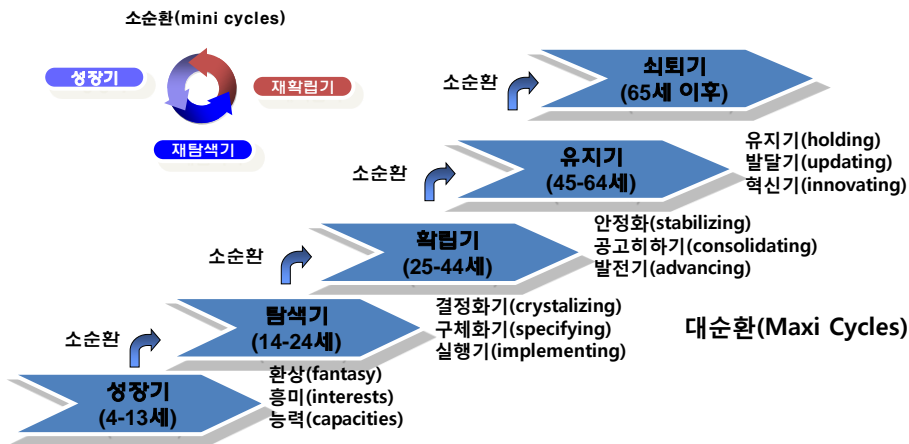 소순환(mini cycles)
성장기
재확립기
재탐색기
소순환
쇠퇴기
(65세 이후)
소순환
유지기
(45-64세)
유지기(holding)
발달기(updating)
혁신기(innovating)
소순환
확립기
(25-44세)
안정화(stabilizing)
공고히하기(consolidating)
발전기(advancing)
소순환
탐색기
(14-24세)
결정화기(crystalizing)
구체화기(specifying)
실행기(implementing)
대순환(Maxi Cycles)
성장기
(4-13세)
환상(fantasy)
흥미(interests)
능력(capacities)